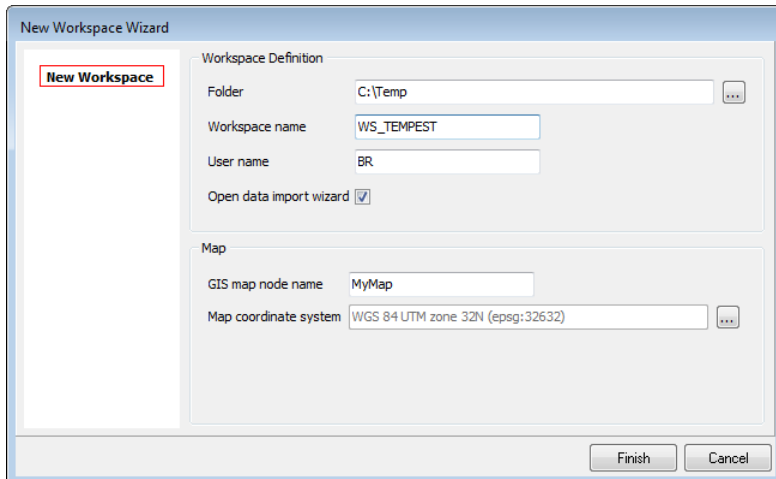 New Workspace Wizard
New Workspace
Workspace Definition
Folder C:\Temp ...
Workspace name WS_TEMPEST
User name BR
Open data import wizard
Map
GIS map node name MyMap
Map coordinate system WGS 84 UTM zone 32N (epsg:32632) ...
Finish Cancel